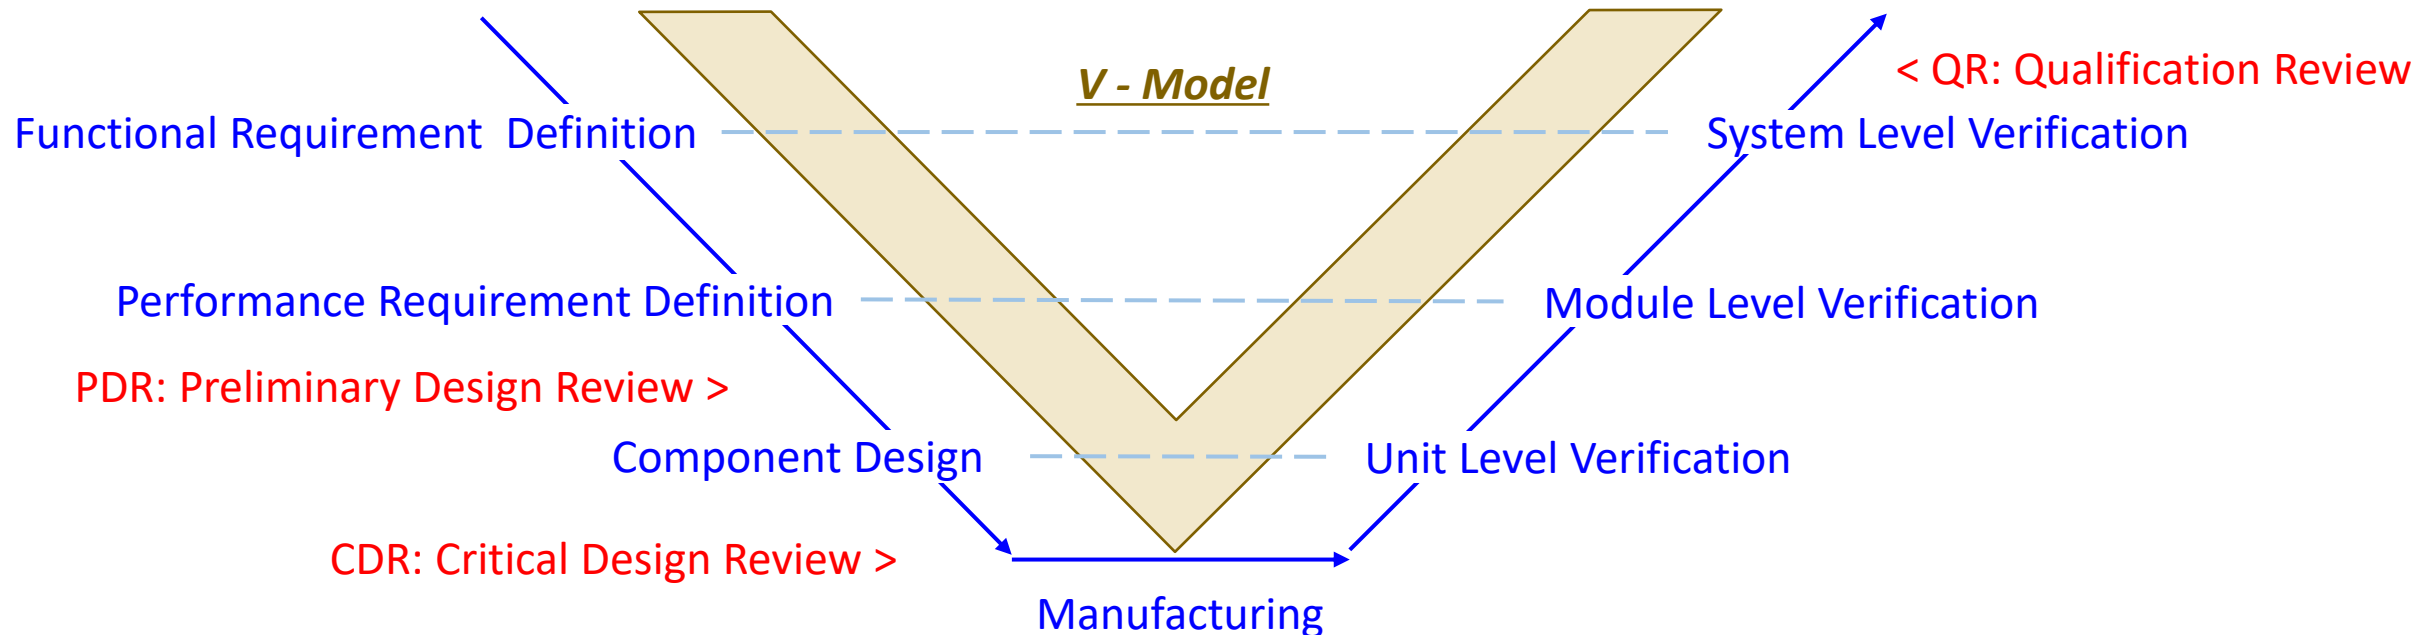 V - Model
< QR: Qualification Review
Functional Requirement  Definition
System Level Verification
Performance Requirement Definition
Module Level Verification
PDR: Preliminary Design Review >
Component Design
Unit Level Verification
CDR: Critical Design Review >
Manufacturing